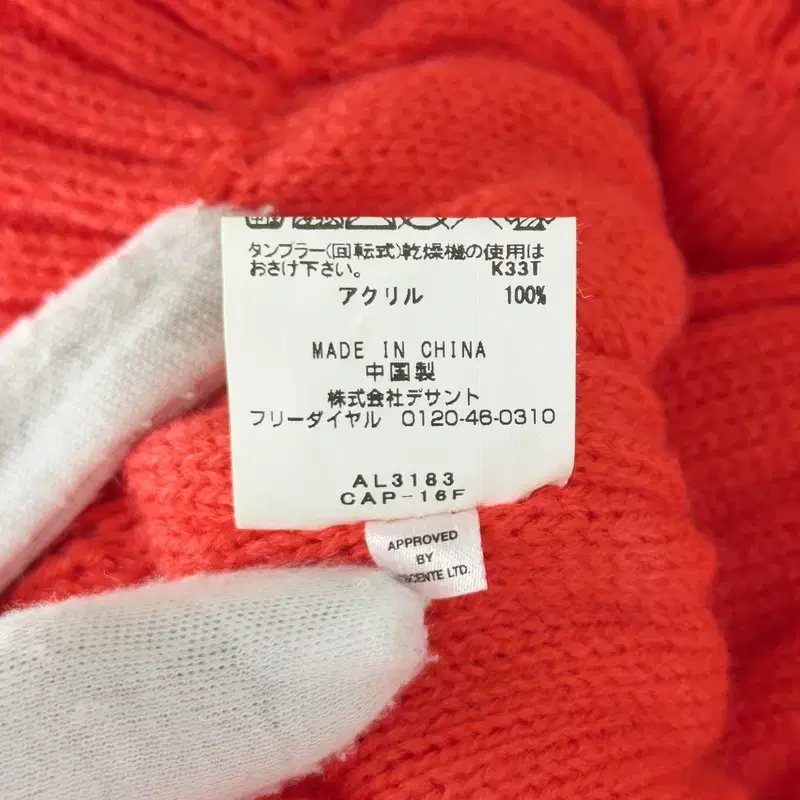 タンブラー(回転式)乾燥機の使用は
おさけ下さい。 K33T
アクリル 100%
MADE IN CHINA
中国製
株式会社デサント
フリーダイヤル 0120-46-0310
AL3183
CAP-16F
APPROVED
BY
LTD.